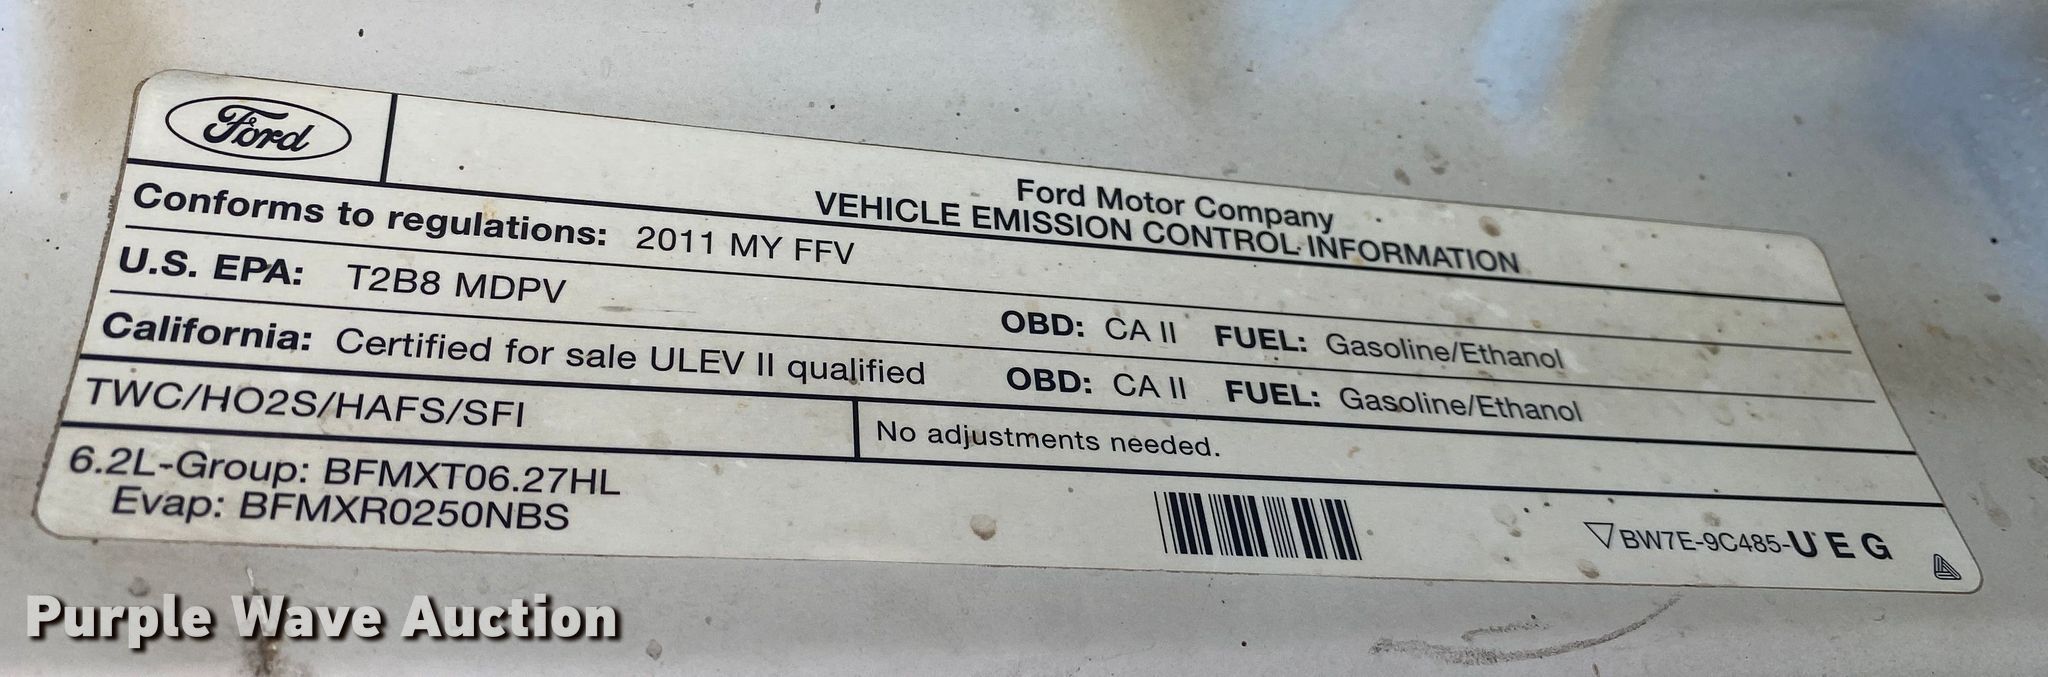 Ford
Ford Motor Company
VEHICLE EMISSION CONTROL INFORMATION
Conforms to regulations: 2011 MY FFV
U.S. EPA: T2B8 MDPV OBD: CA II FUEL: Gasoline/Ethanol
California: Certified for sale ULEV II qualified OBD: CA II FUEL: Gasoline/Ethanol
TWC/HO2S/HAFS/SFI
No adjustments needed.
6.2L-Group: BFMXT06.27HL
Evap: BFMXR0250NBS
BW7E-9C485-U E G
Purple Wave Auction